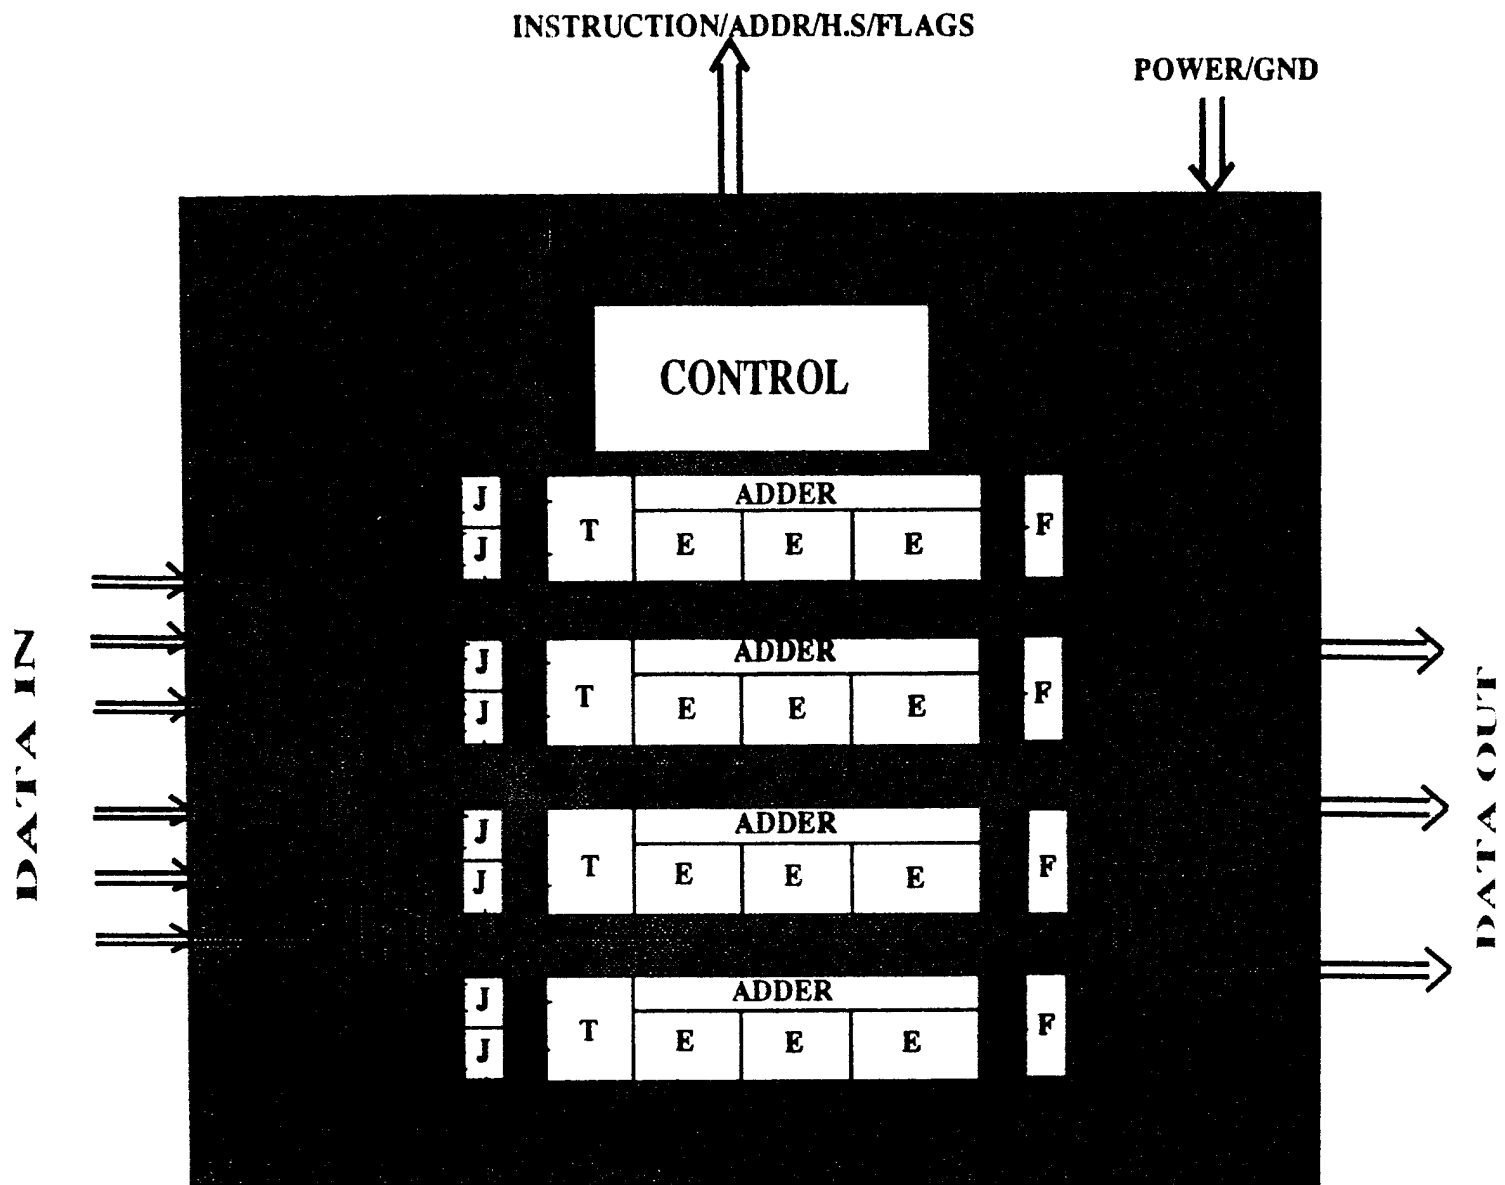 INSTRUCTION/ADDR/H.S/FLAGS
POWER/GND
CONTROL
J
J
T
ADDER
E E E
F
J
J
T
ADDER
E E E
F
J
J
T
ADDER
E E E
F
J
J
T
ADDER
E E E
F
DATA IN
DATA OUT